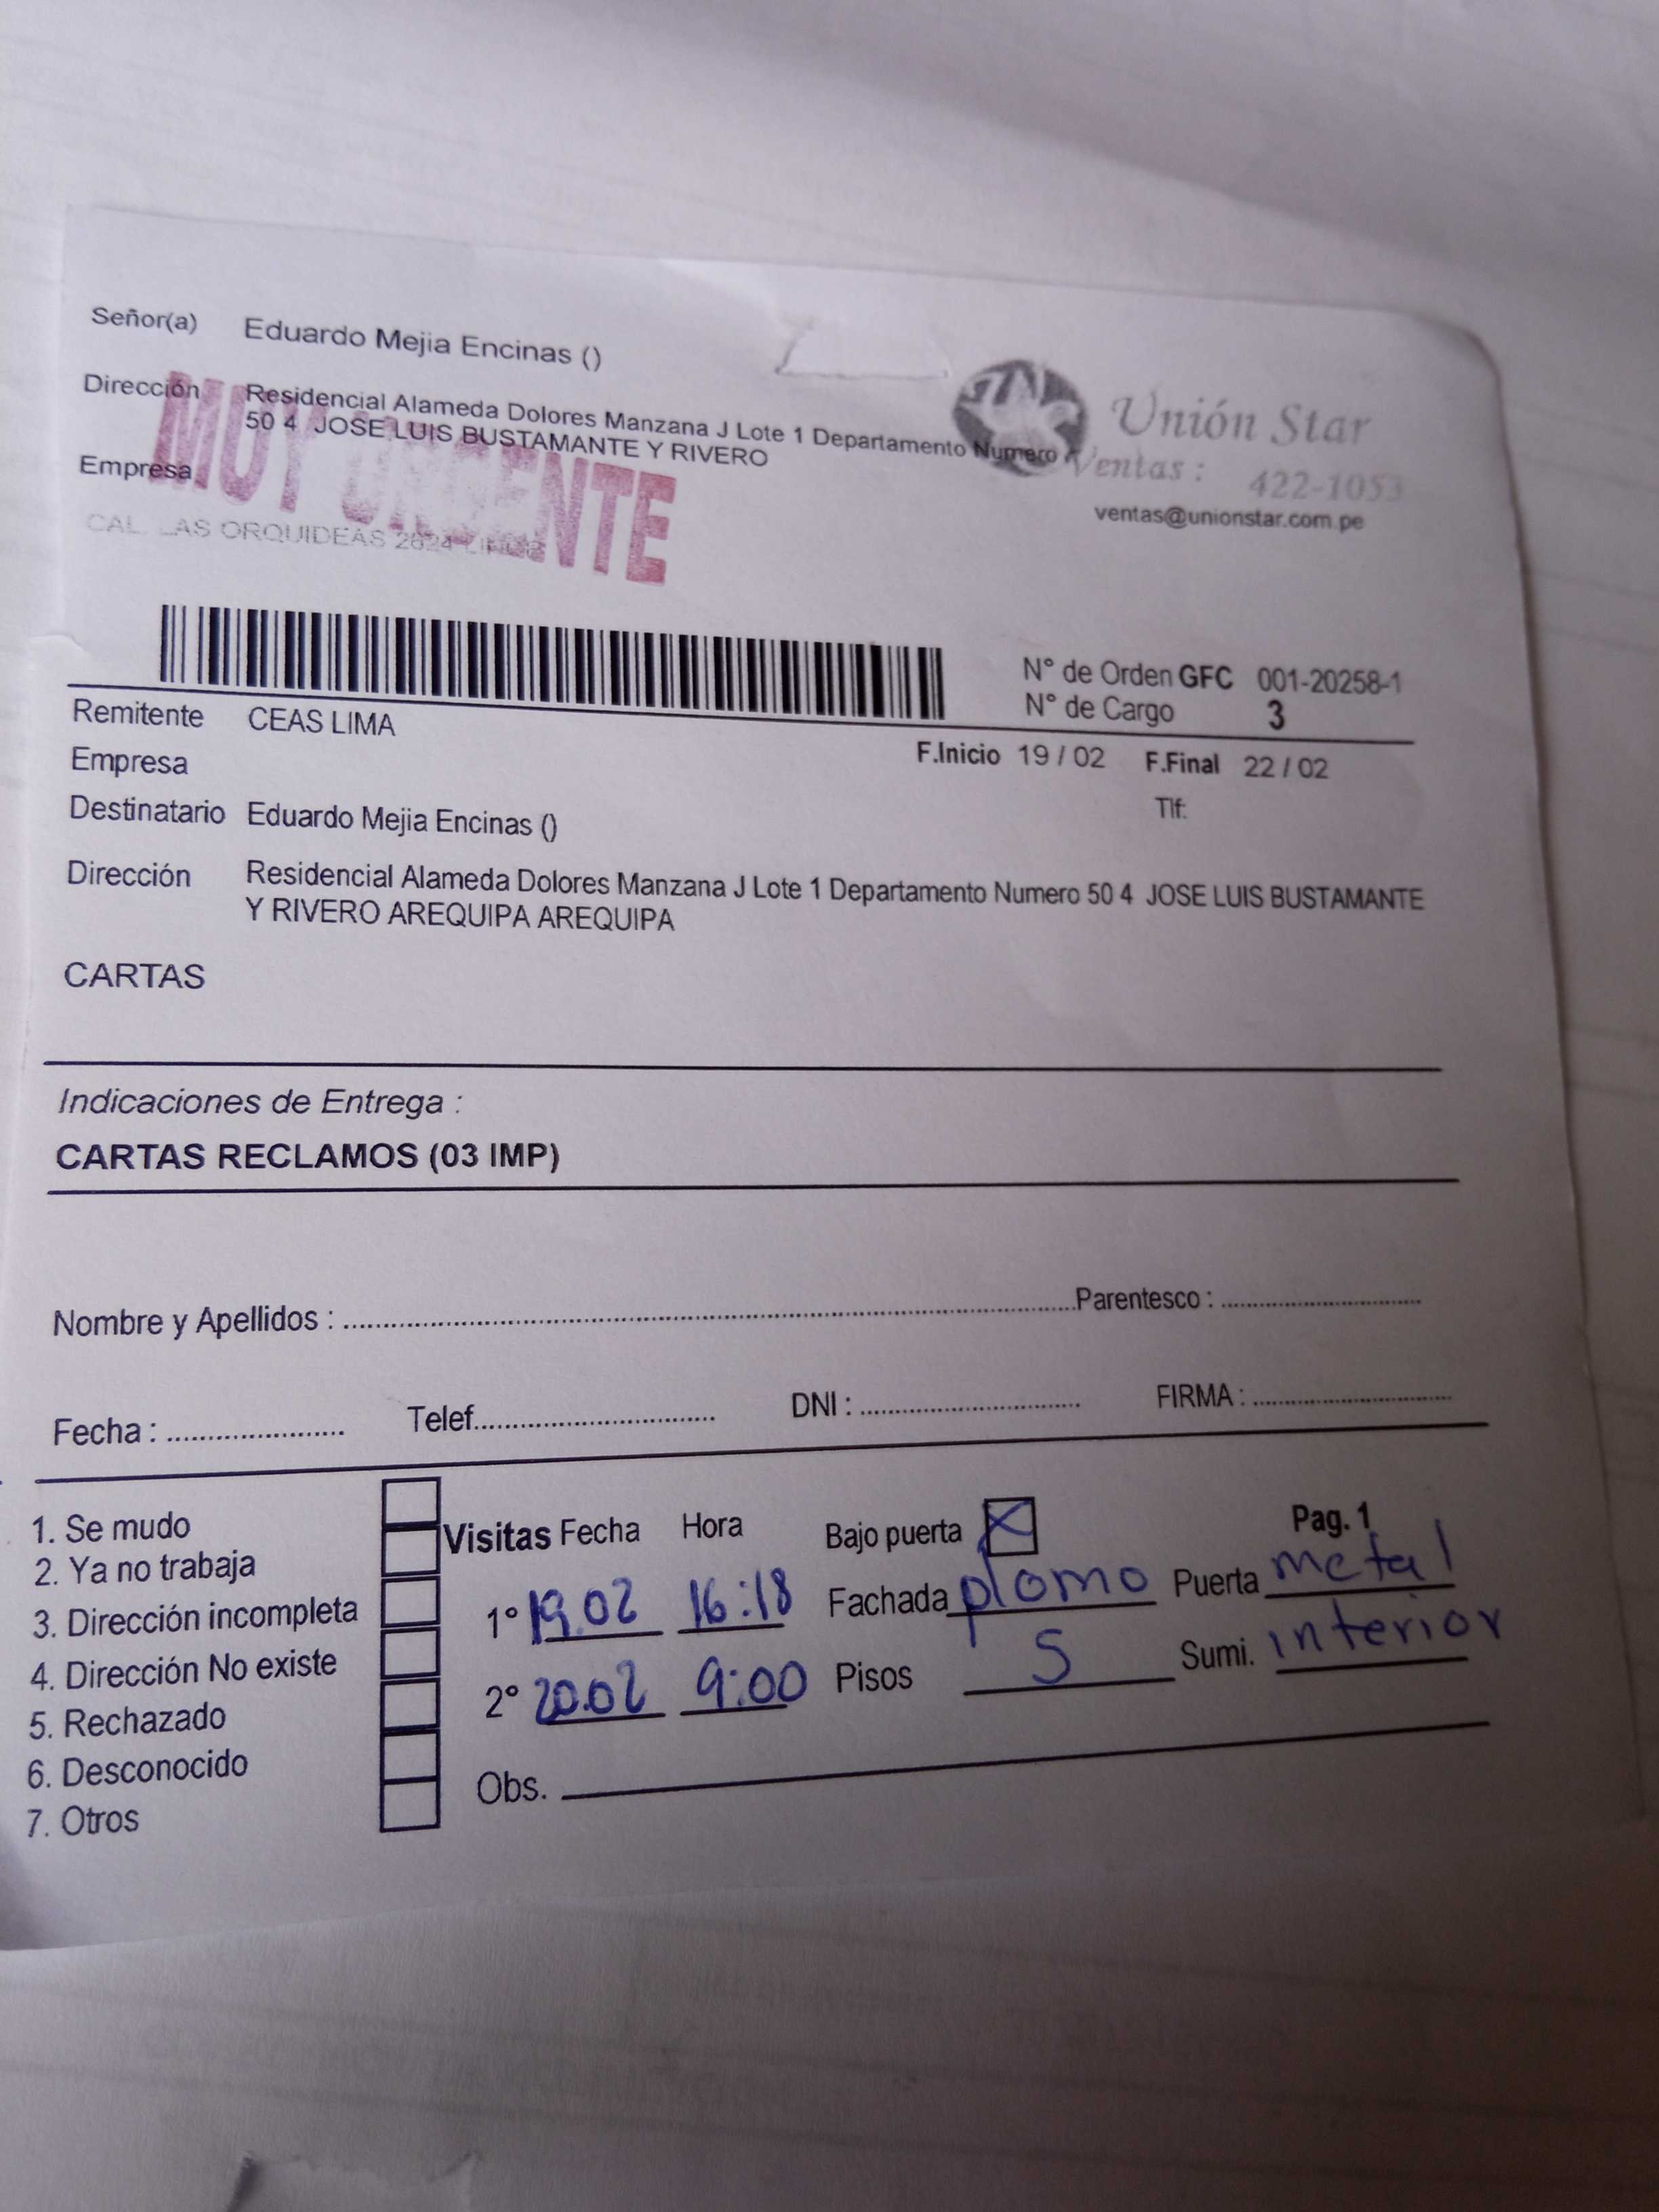 Señor(a) Eduardo Mejia Encinas ()
Dirección Residencial Alameda Dolores Manzana J Lote 1 Departamento Numero
50 4 JOSE LUIS BUSTAMANTE Y RIVERO
Empresa
MUY URGENTE
CAL. LAS ORQUIDEAS 2624
Unión Star
Ventas : 422-1053
ventas@unionstar.com.pe
N° de Orden GFC 001-20258-1
N° de Cargo 3
Remitente CEAS LIMA
Empresa F.Inicio 19 / 02 F.Final 22 / 02
Destinatario Eduardo Mejia Encinas () Tlf:
Dirección Residencial Alameda Dolores Manzana J Lote 1 Departamento Numero 50 4 JOSE LUIS BUSTAMANTE
Y RIVERO AREQUIPA AREQUIPA
CARTAS
Indicaciones de Entrega :
CARTAS RECLAMOS (03 IMP)
Nombre y Apellidos : Parentesco :
Fecha : Telef. DNI : FIRMA :
1. Se mudo
2. Ya no trabaja
3. Dirección incompleta
4. Dirección No existe
5. Rechazado
6. Desconocido
7. Otros
Visitas Fecha Hora Bajo puerta X Pag. 1
1° 19.02 16:18 Fachada plomo Puerta metal
2° 20.02 9:00 Pisos 5 Sumi. interior
Obs.